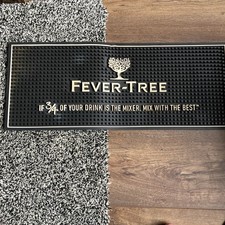 FEVER-TREE
IF 3/4 OF YOUR DRINK IS THE MIXER, MIX WITH THE BEST™